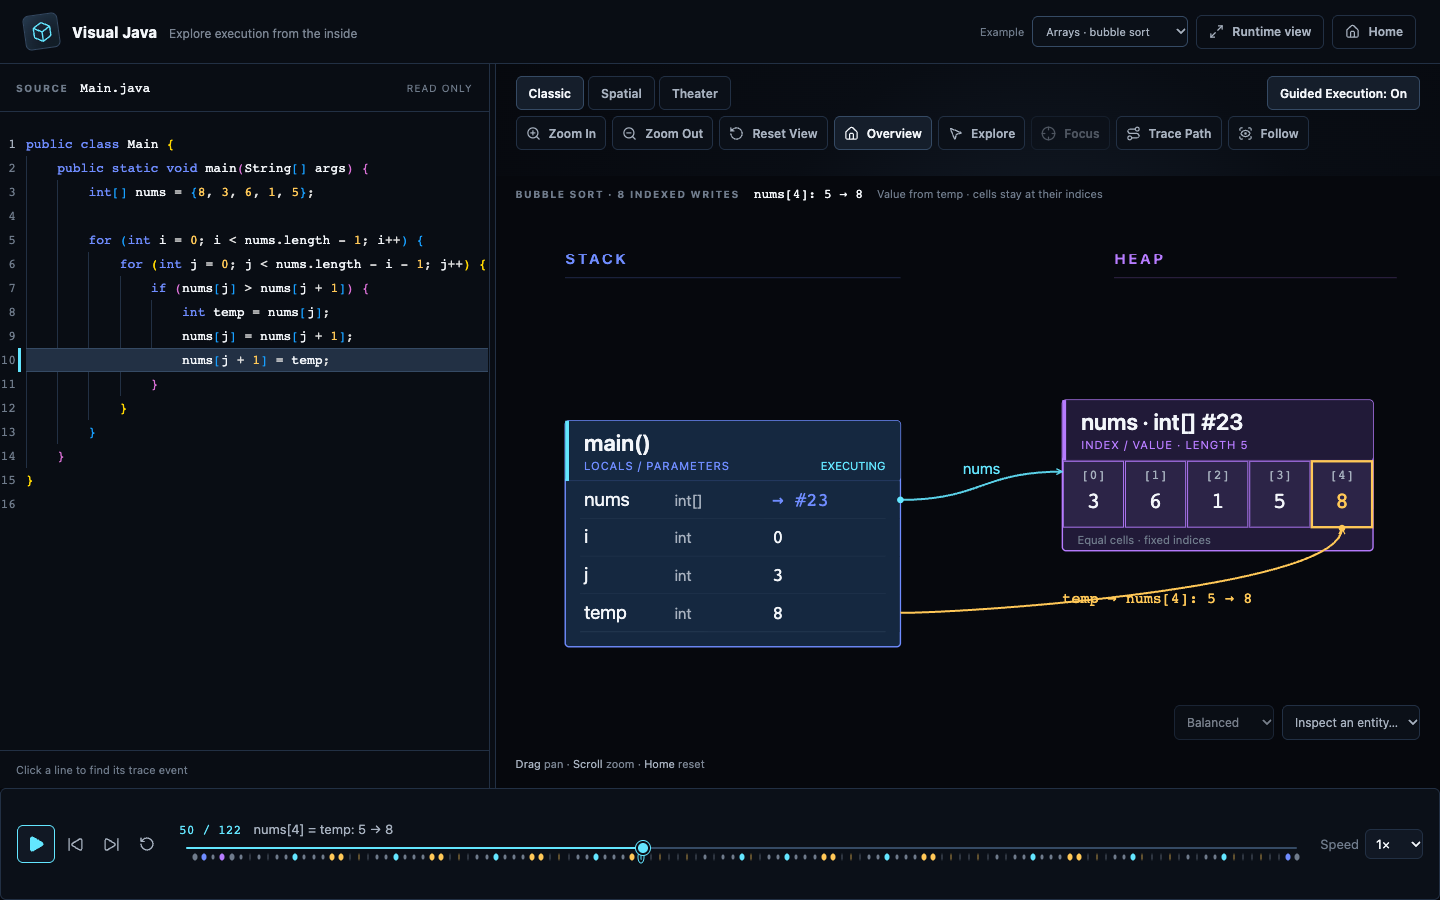 Visual Java Explore execution from the inside
Example Arrays · bubble sort Runtime view Home
SOURCE Main.java READ ONLY
1 public class Main {
2 public static void main(String[] args) {
3 int[] nums = {8, 3, 6, 1, 5};
4
5 for (int i = 0; i < nums.length - 1; i++) {
6 for (int j = 0; j < nums.length - i - 1; j++) {
7 if (nums[j] > nums[j + 1]) {
8 int temp = nums[j];
9 nums[j] = nums[j + 1];
10 nums[j + 1] = temp;
11 }
12 }
13 }
14 }
15 }
16
Click a line to find its trace event
Classic Spatial Theater Guided Execution: On
Zoom In Zoom Out Reset View Overview Explore Focus Trace Path Follow
BUBBLE SORT · 8 INDEXED WRITES nums[4]: 5 → 8 Value from temp · cells stay at their indices
STACK HEAP
main()
LOCALS / PARAMETERS EXECUTING
nums int[] → #23
i int 0
j int 3
temp int 8
nums
nums · int[] #23
INDEX / VALUE · LENGTH 5
[0] [1] [2] [3] [4]
3 6 1 5 8
Equal cells · fixed indices
temp → nums[4]: 5 → 8
Balanced Inspect an entity...
Drag pan · Scroll zoom · Home reset
50 / 122 nums[4] = temp: 5 → 8
Speed 1×